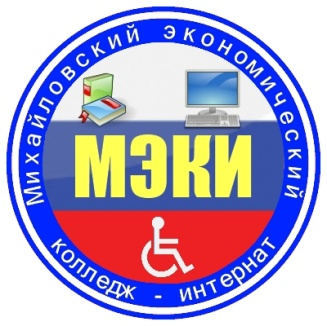 Михайловский экономический
МЭКИ
колледж - интернат